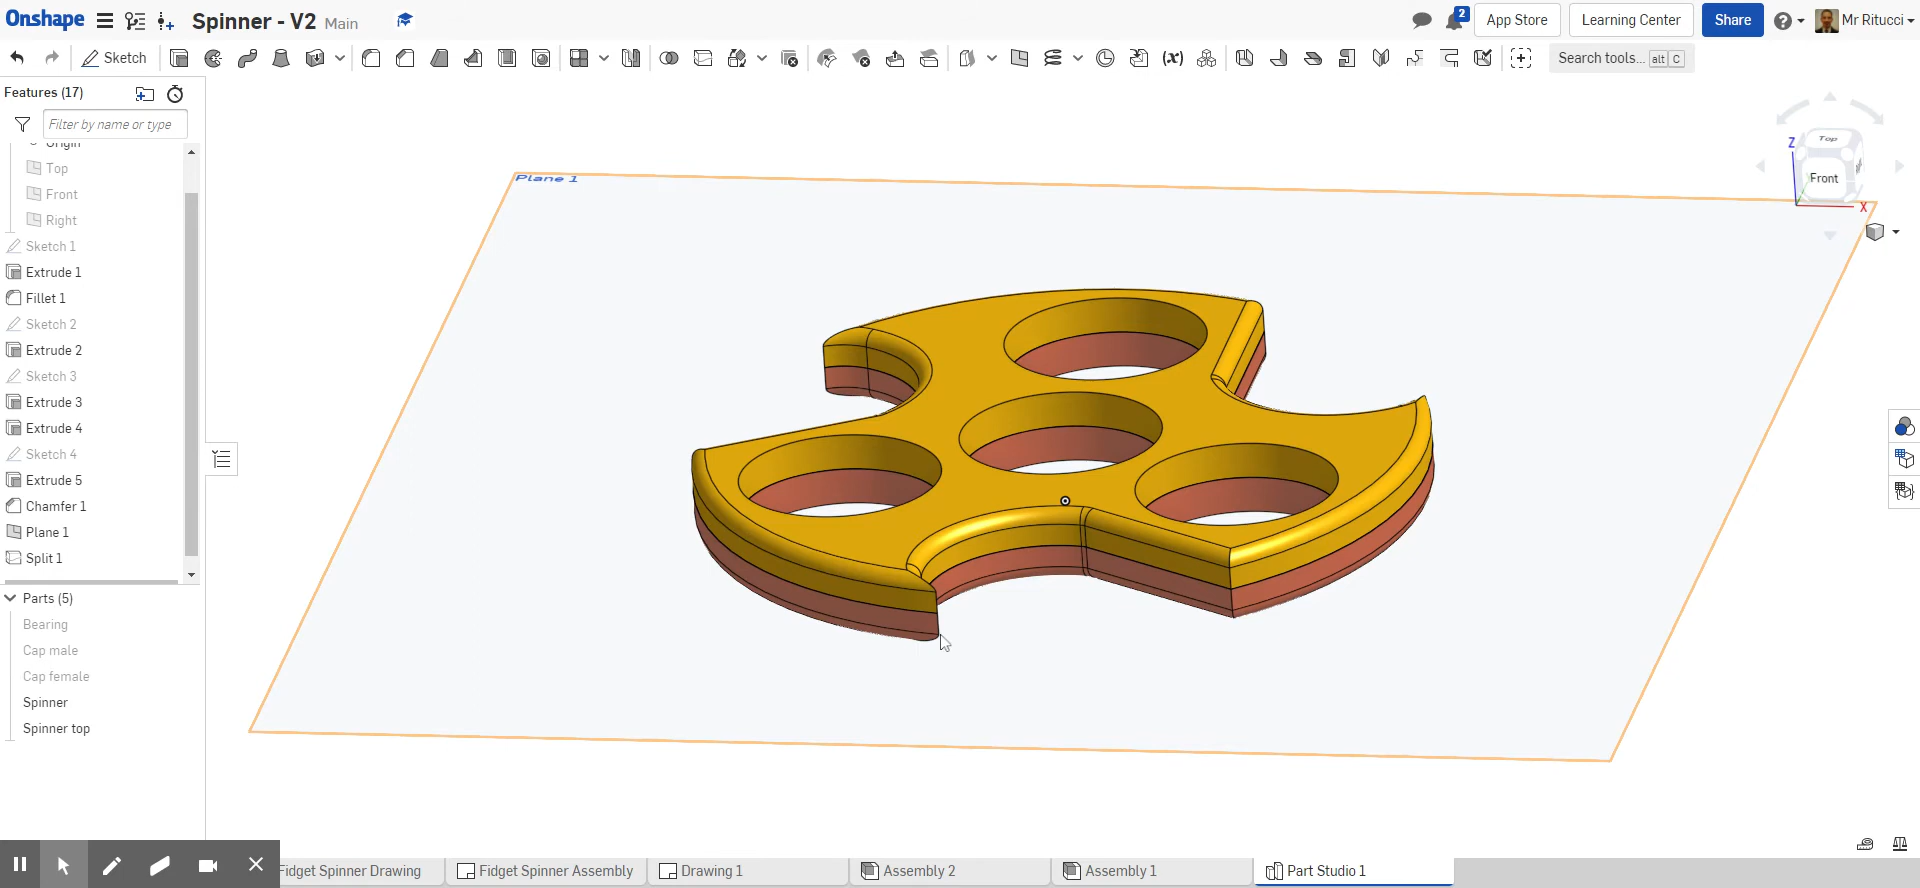 Onshape Spinner - V2 Main 2 App Store Learning Center Share Mr Ritucci
Sketch (x) Search tools... alt C
Features (17)
Filter by name or type
Origin
Top
Front
Right
Sketch 1
Extrude 1
Fillet 1
Sketch 2
Extrude 2
Sketch 3
Extrude 3
Extrude 4
Sketch 4
Extrude 5
Chamfer 1
Plane 1
Split 1
Parts (5)
Bearing
Cap male
Cap female
Spinner
Spinner top
Plane 1
Top
Z
Front
X
Fidget Spinner Drawing Fidget Spinner Assembly Drawing 1 Assembly 2 Assembly 1 Part Studio 1